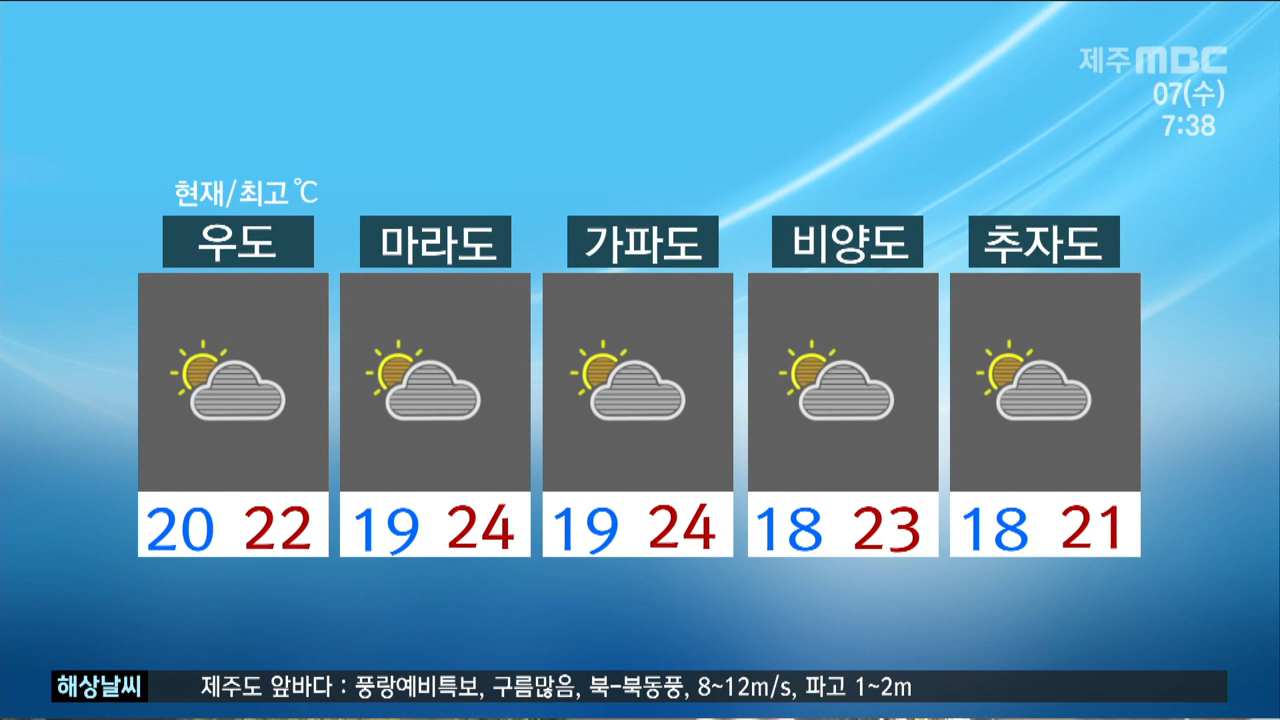 제주MBC
07(수)
7:38
현재/최고℃
우도 마라도 가파도 비양도 추자도
20 22 19 24 19 24 18 23 18 21
해상날씨 제주도 앞바다 : 풍랑예비특보, 구름많음, 북-북동풍, 8~12m/s, 파고 1~2m